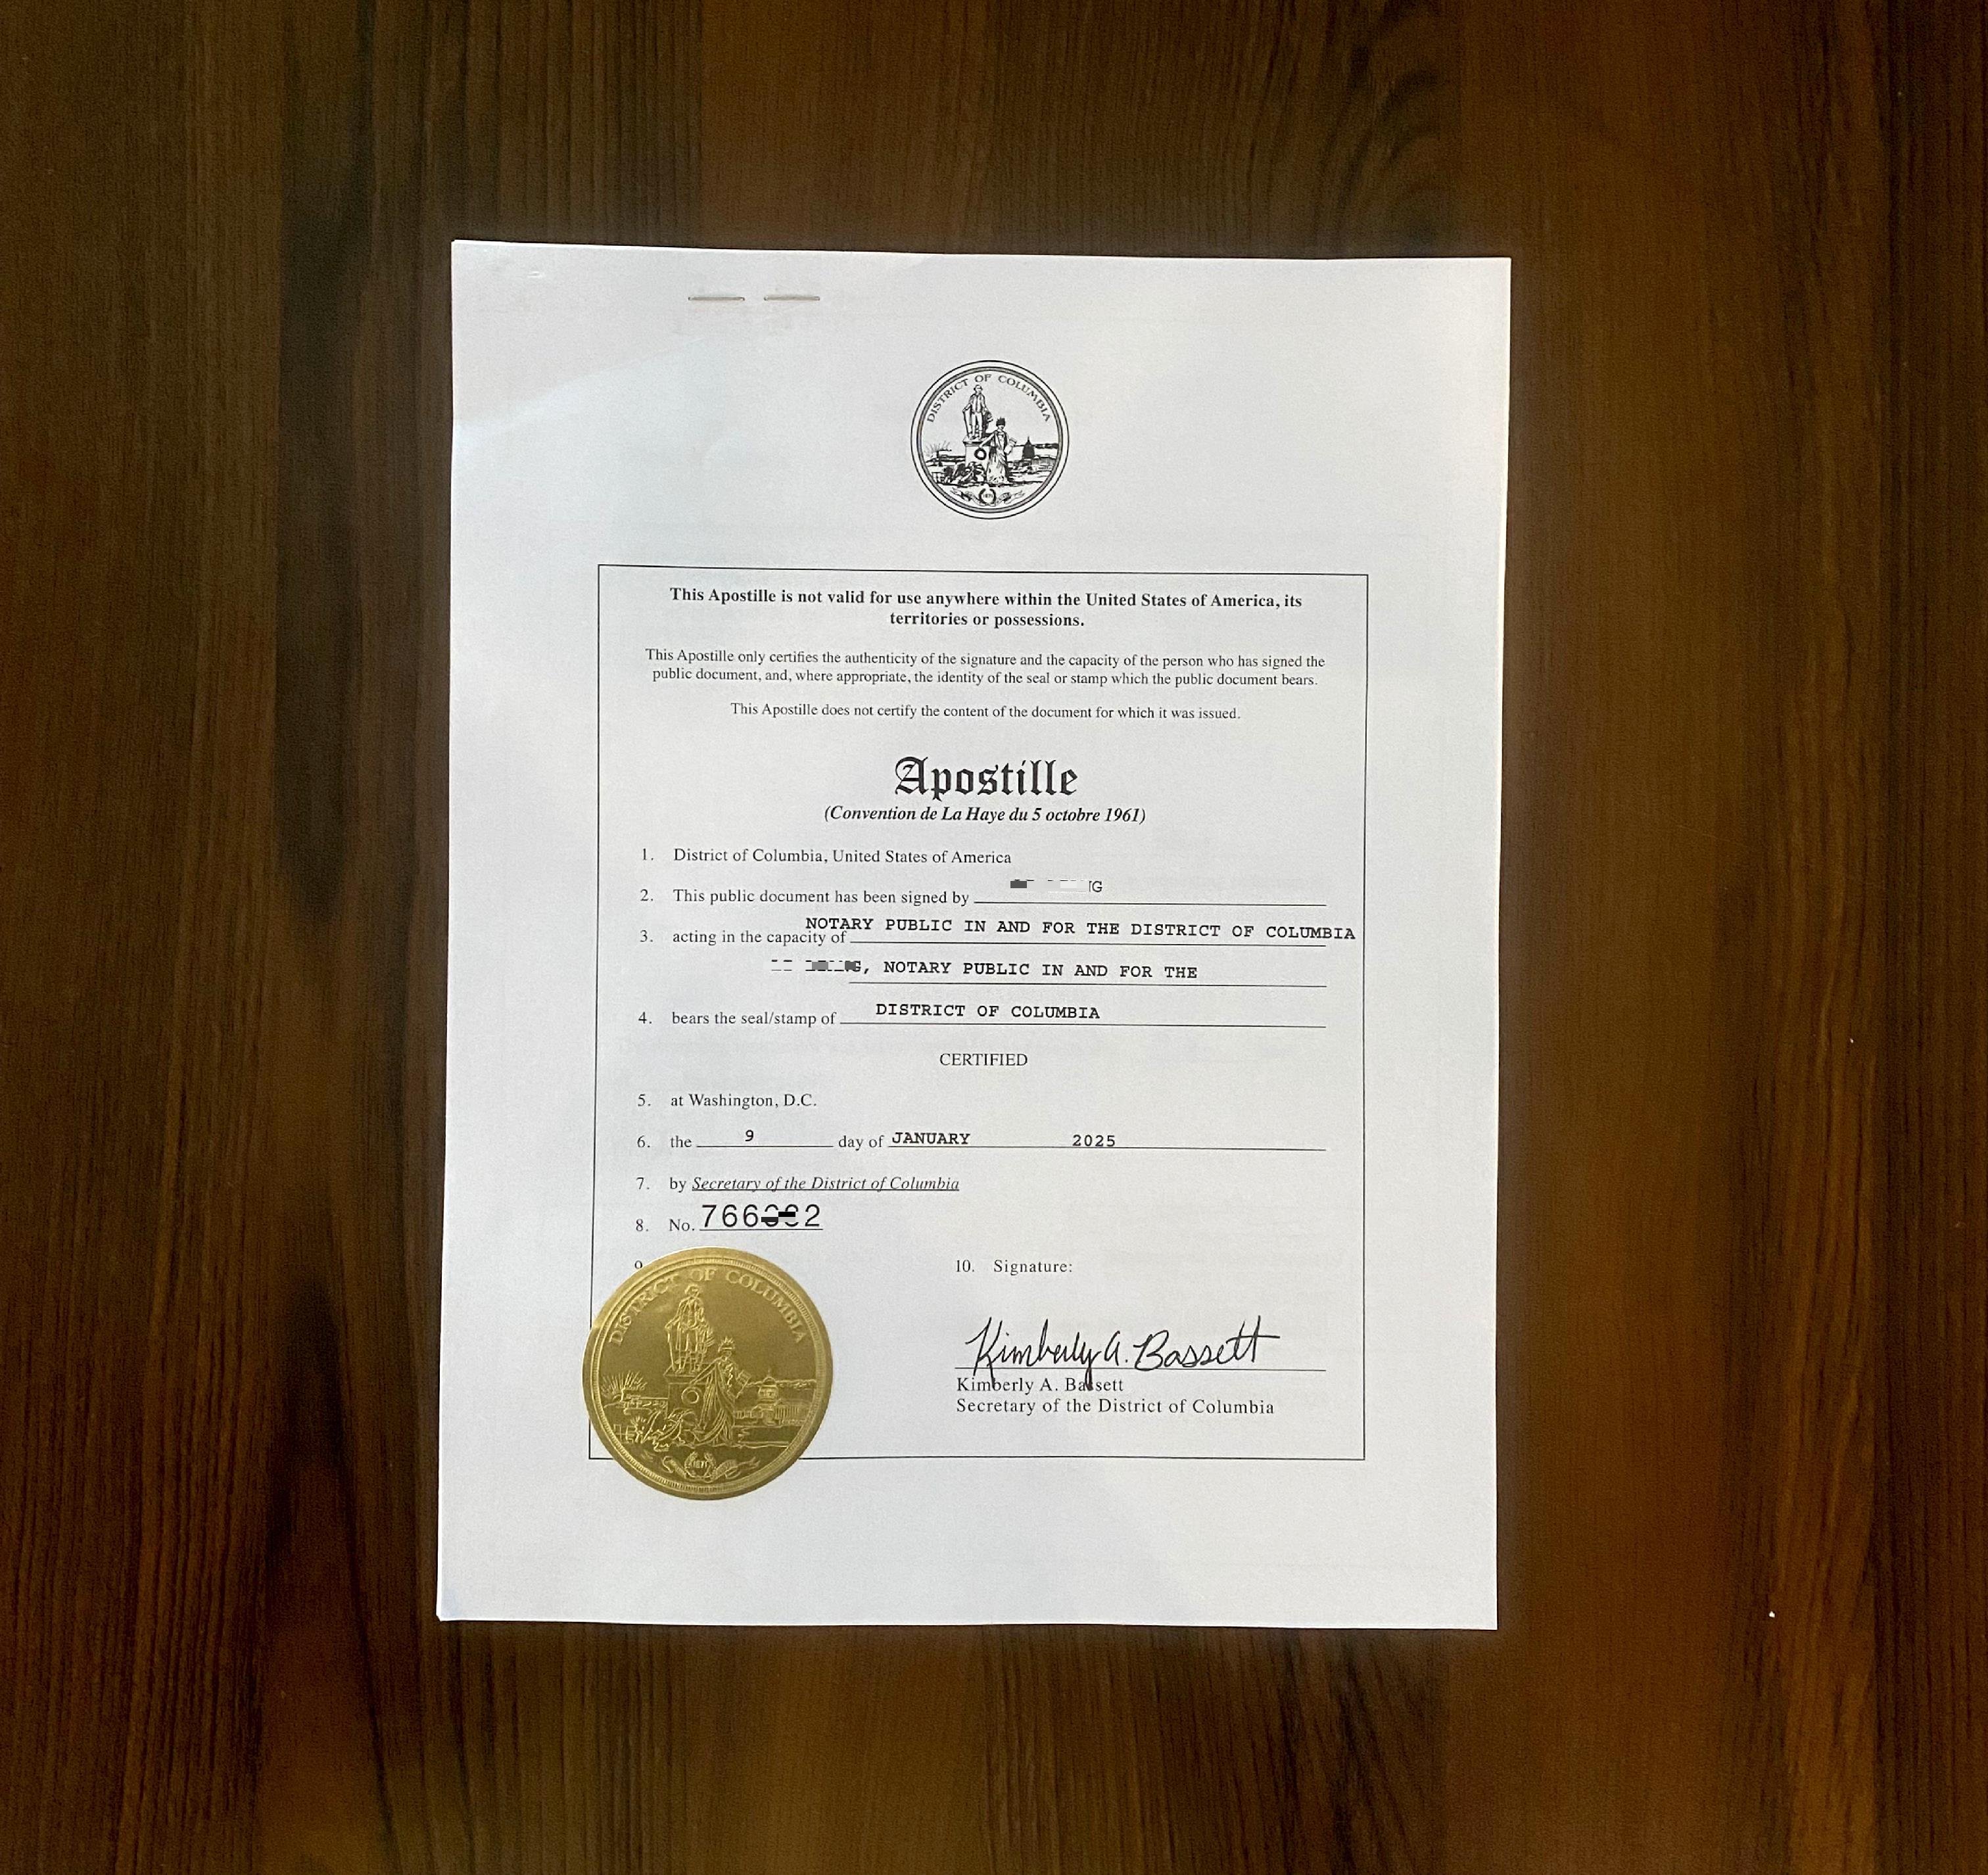 DISTRICT OF COLUMBIA
This Apostille is not valid for use anywhere within the United States of America, its
territories or possessions.
This Apostille only certifies the authenticity of the signature and the capacity of the person who has signed the
public document, and, where appropriate, the identity of the seal or stamp which the public document bears.
This Apostille does not certify the content of the document for which it was issued.
Apostille
(Convention de La Haye du 5 octobre 1961)
1. District of Columbia, United States of America
2. This public document has been signed by
NOTARY PUBLIC IN AND FOR THE DISTRICT OF COLUMBIA
3. acting in the capacity of
, NOTARY PUBLIC IN AND FOR THE
DISTRICT OF COLUMBIA
4. bears the seal/stamp of
CERTIFIED
5. at Washington, D.C.
6. the 9 day of JANUARY 2025
7. by Secretary of the District of Columbia
8. No.
10. Signature:
DISTRICT OF COLUMBIA
1871
Kimberly A. Bassett
Kimberly A. Bassett
Secretary of the District of Columbia